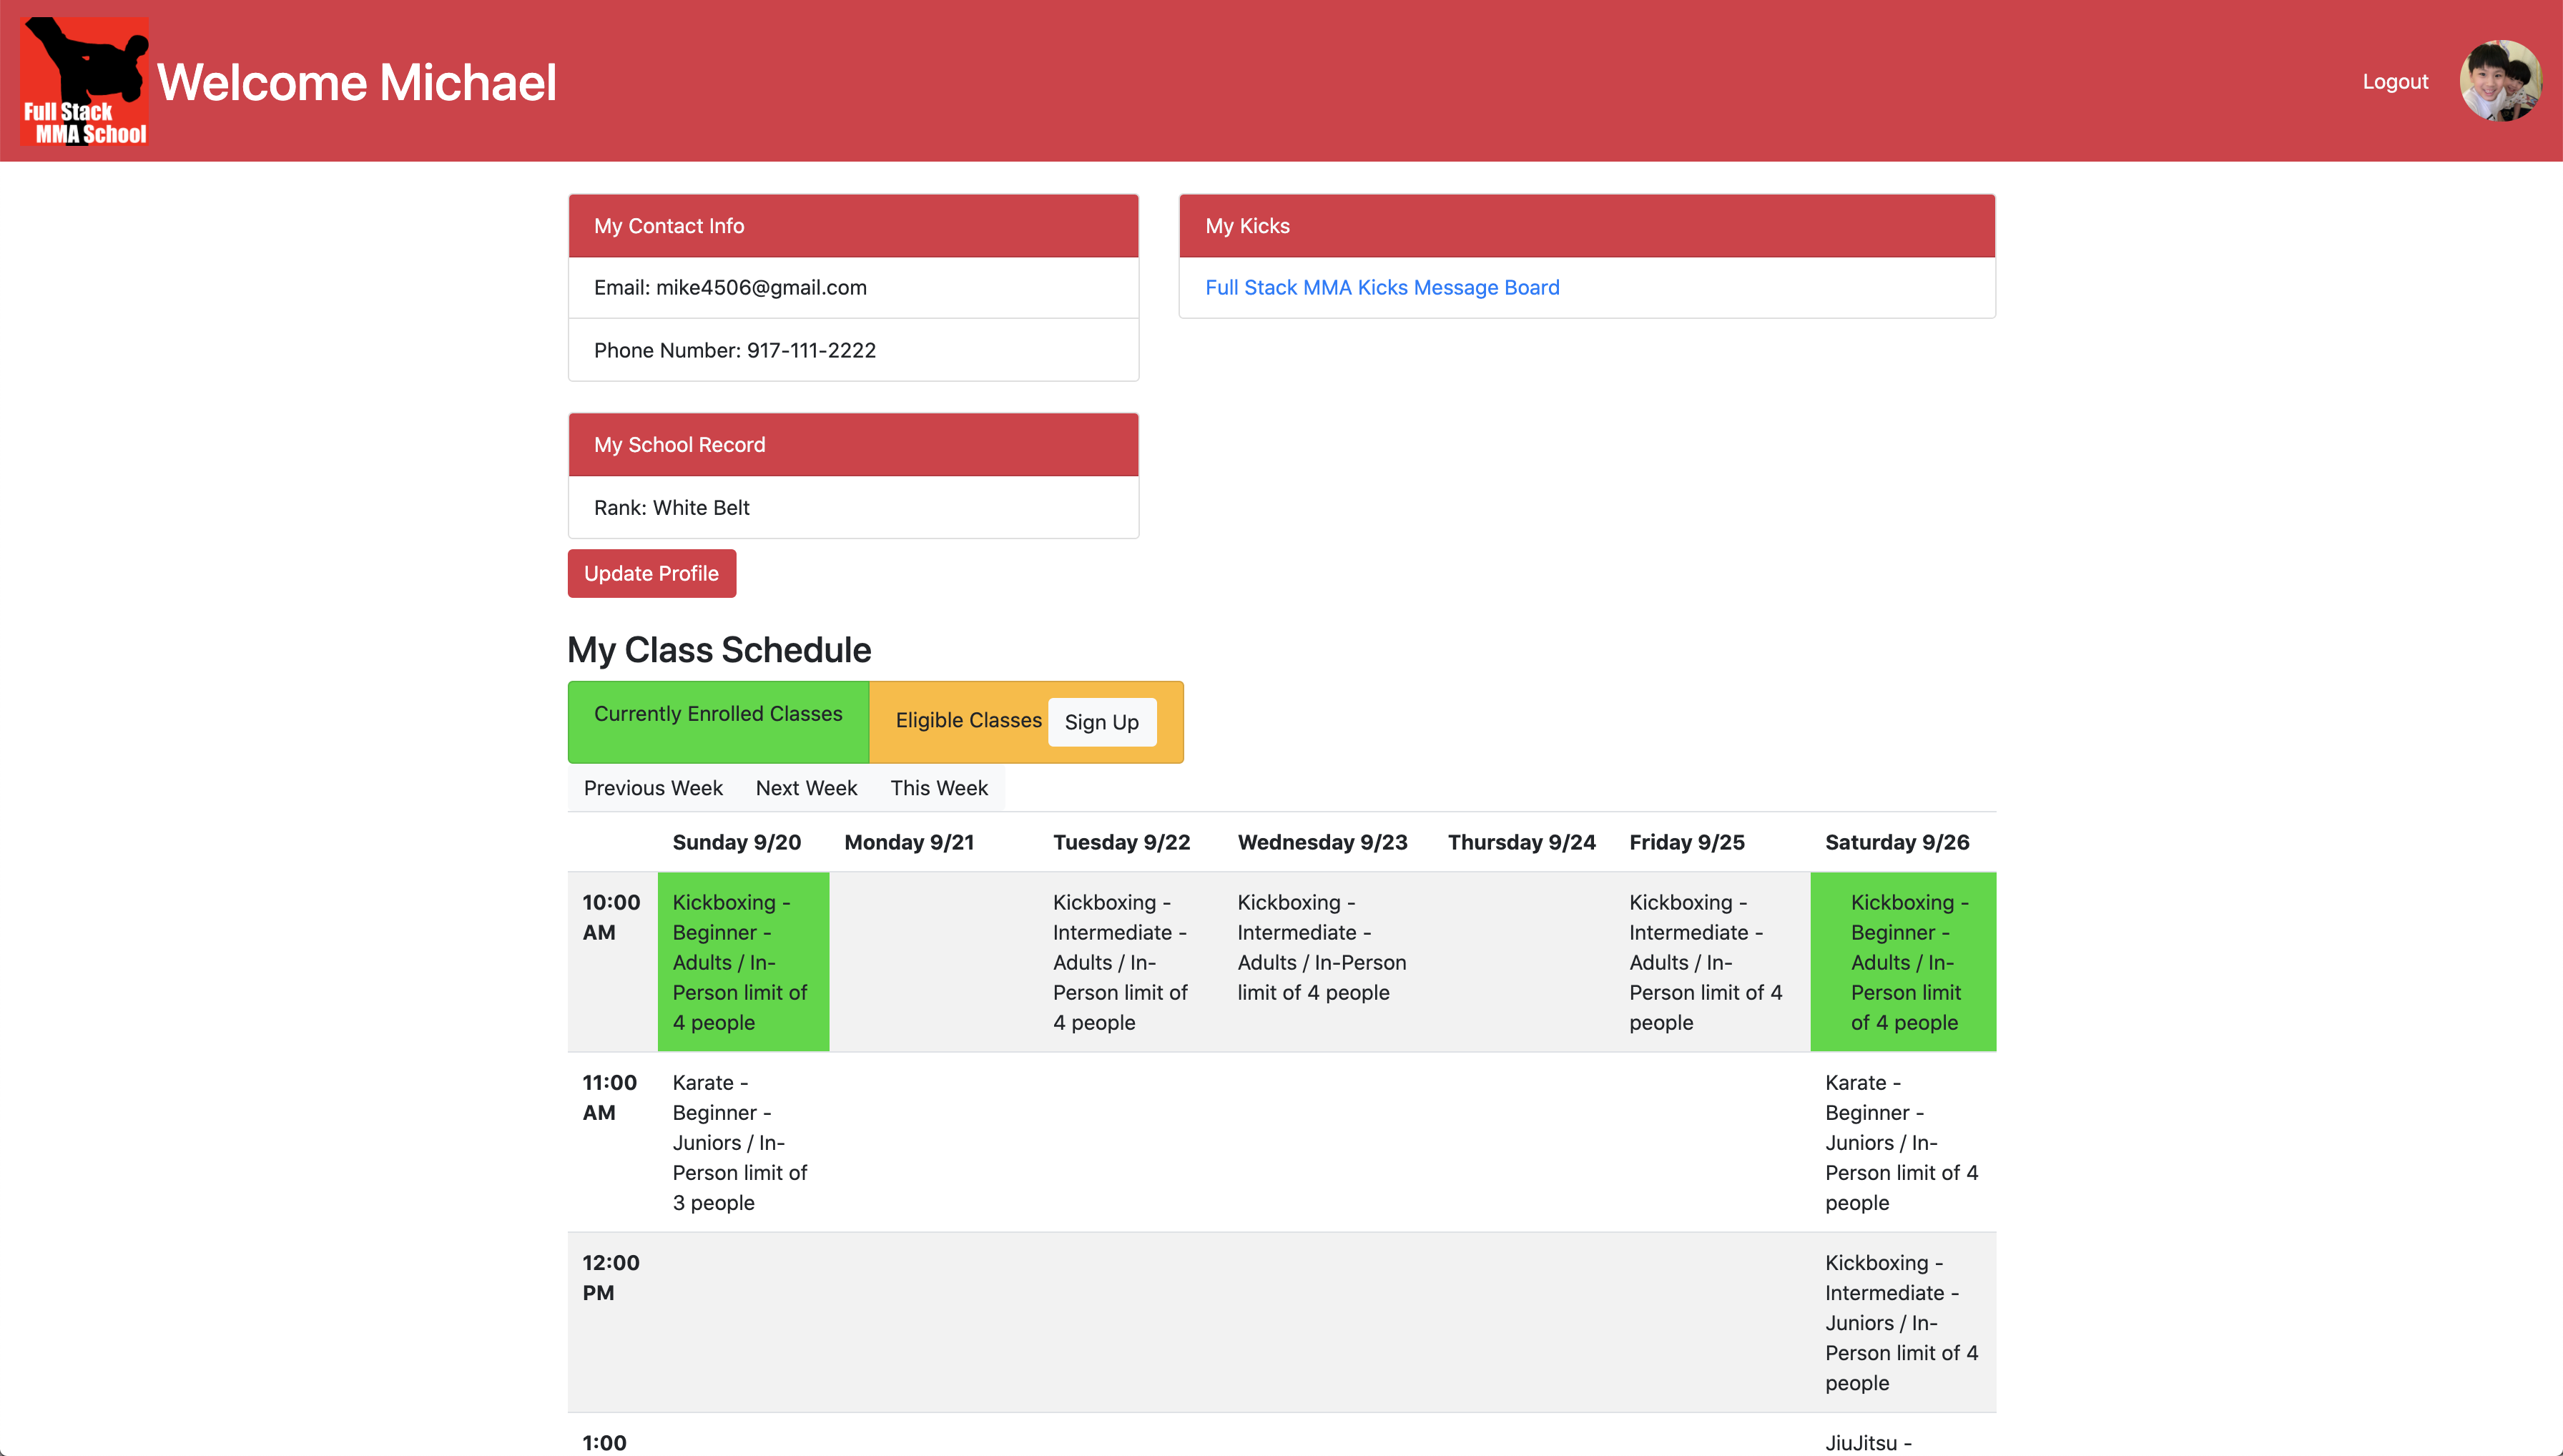 Full Stack
MMA School
Welcome Michael
Logout
My Contact Info
Email: mike4506@gmail.com
Phone Number: 917-111-2222
My Kicks
Full Stack MMA Kicks Message Board
My School Record
Rank: White Belt
Update Profile
My Class Schedule
Currently Enrolled Classes
Eligible Classes Sign Up
Previous Week Next Week This Week
Sunday 9/20 Monday 9/21 Tuesday 9/22 Wednesday 9/23 Thursday 9/24 Friday 9/25 Saturday 9/26
10:00
AM
Kickboxing -
Beginner -
Adults / In-
Person limit of
4 people
Kickboxing -
Intermediate -
Adults / In-
Person limit of
4 people
Kickboxing -
Intermediate -
Adults / In-Person
limit of 4 people
Kickboxing -
Intermediate -
Adults / In-
Person limit of 4
people
Kickboxing -
Beginner -
Adults / In-
Person limit
of 4 people
11:00
AM
Karate -
Beginner -
Juniors / In-
Person limit of
3 people
Karate -
Beginner -
Juniors / In-
Person limit of 4
people
12:00
PM
Kickboxing -
Intermediate -
Juniors / In-
Person limit of 4
people
1:00
JiuJitsu -